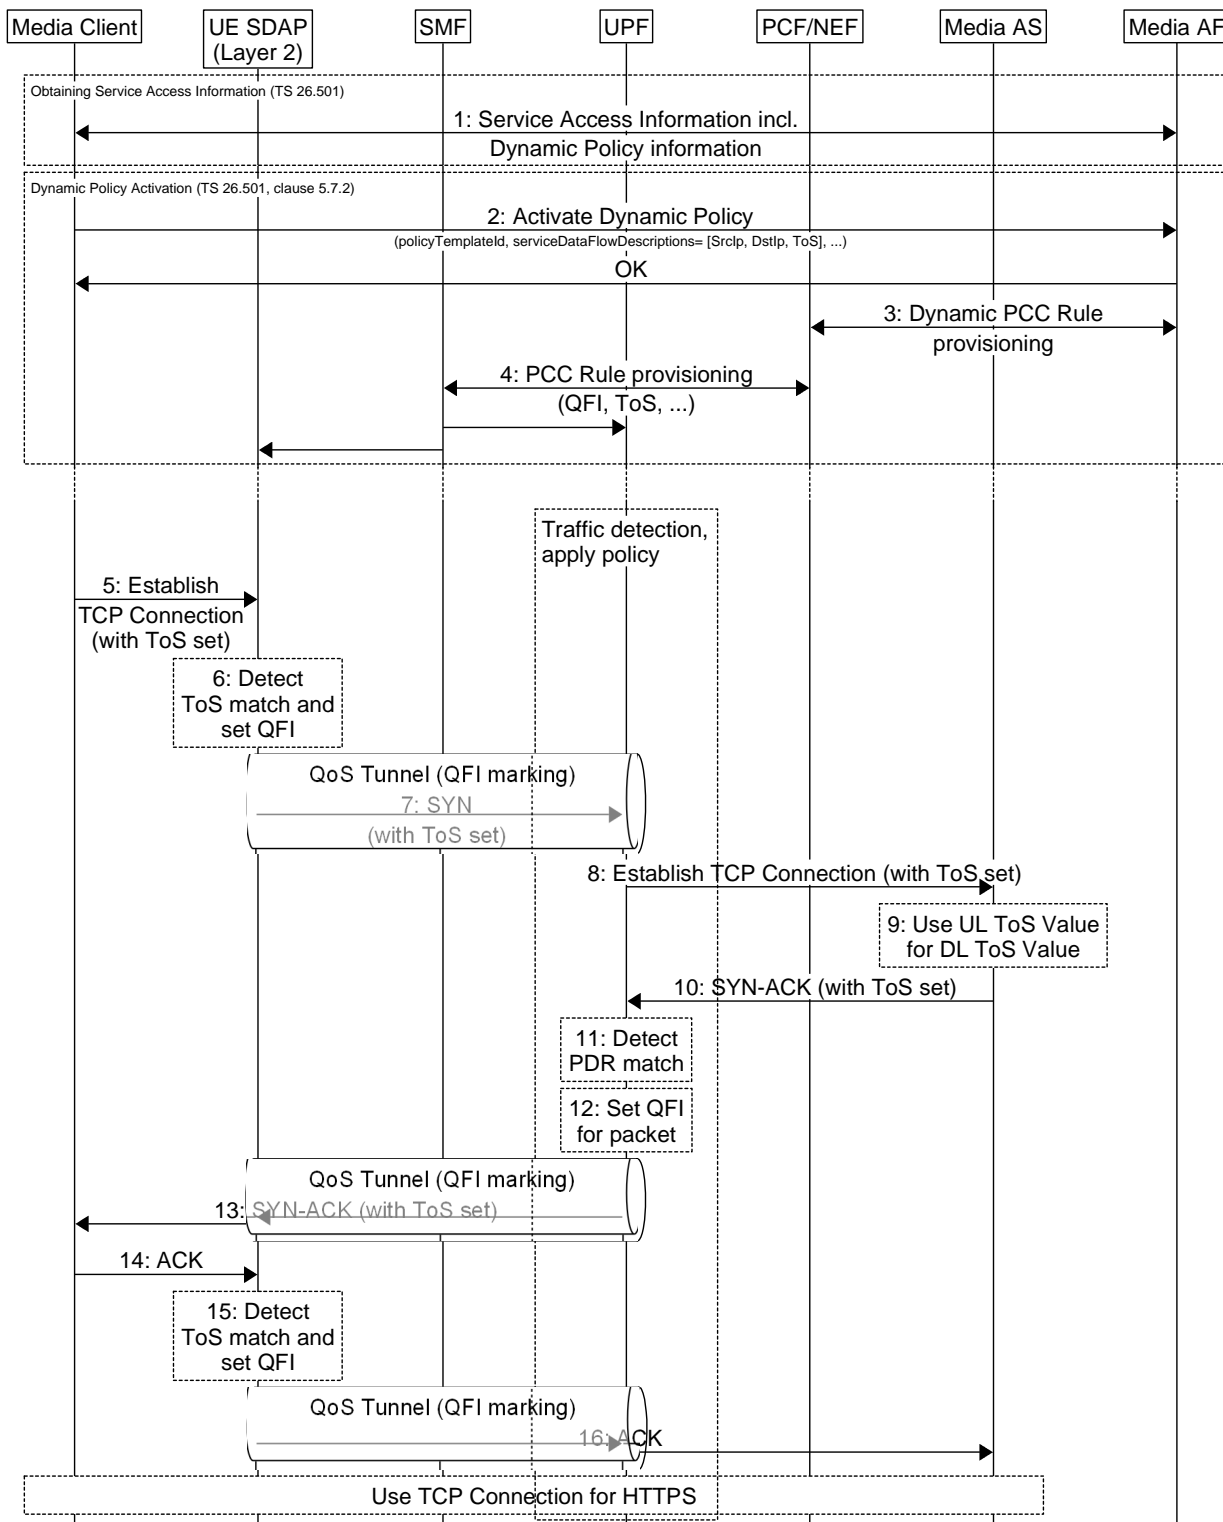 Media Client
UE SDAP
(Layer 2)
SMF
UPF
PCF/NEF
Media AS
Media AF
Obtaining Service Access Information (TS 26.501)
1: Service Access Information incl.
Dynamic Policy information
Dynamic Policy Activation (TS 26.501, clause 5.7.2)
2: Activate Dynamic Policy
(policyTemplateId, serviceDataFlowDescriptions= [SrcIp, DstIp, ToS], ...)
OK
3: Dynamic PCC Rule
provisioning
4: PCC Rule provisioning
(QFI, ToS, ...)
Traffic detection,
apply policy
5: Establish
TCP Connection
(with ToS set)
6: Detect
ToS match and
set QFI
QoS Tunnel (QFI marking)
7: SYN
(with ToS set)
8: Establish TCP Connection (with ToS set)
9: Use UL ToS Value
for DL ToS Value
10: SYN-ACK (with ToS set)
11: Detect
PDR match
12: Set QFI
for packet
QoS Tunnel (QFI marking)
13: SYN-ACK (with ToS set)
14: ACK
15: Detect
ToS match and
set QFI
QoS Tunnel (QFI marking)
16: ACK
Use TCP Connection for HTTPS